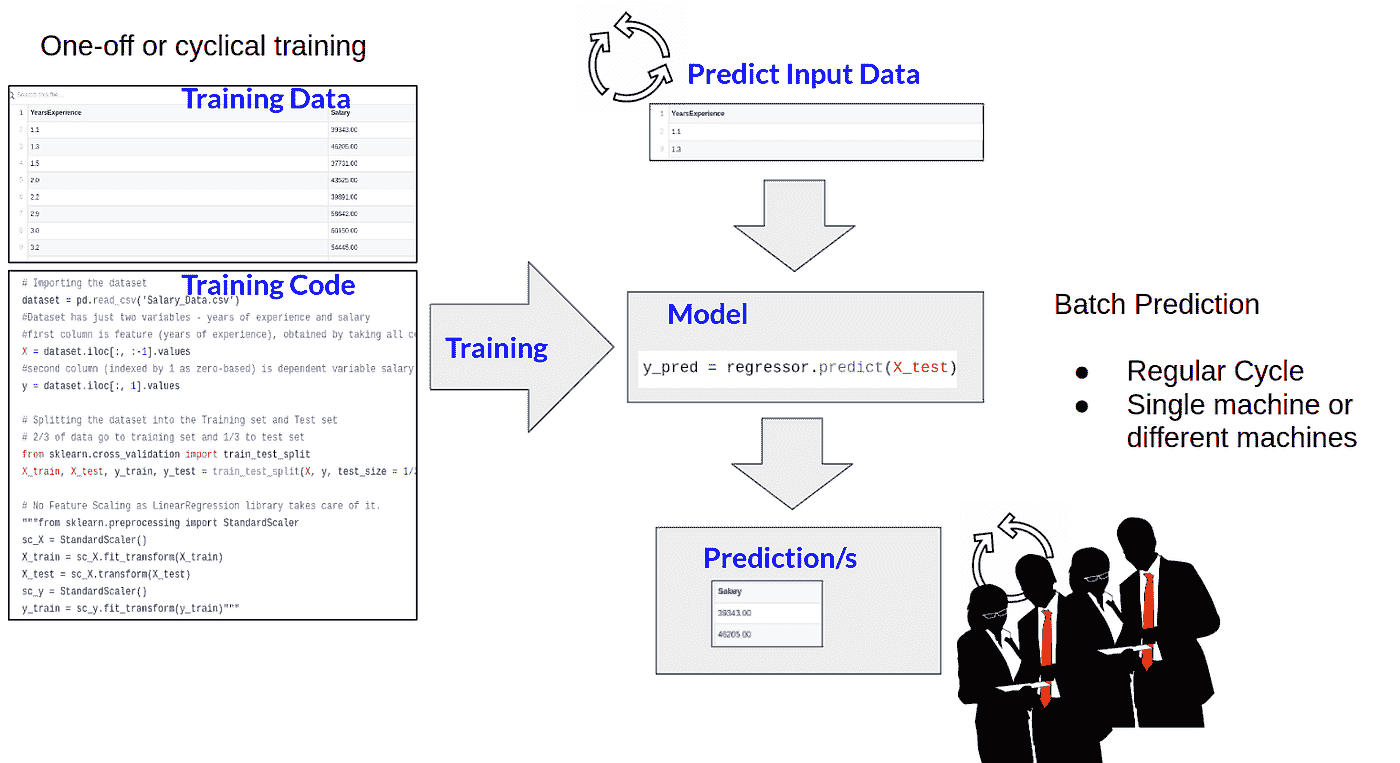 One-off or cyclical training
Training Data
Search this file...
1 YearsExperience Salary
2 1.1 39343.00
3 1.3 46205.00
4 1.5 37731.00
5 2.0 43525.00
6 2.2 39891.00
7 2.9 56642.00
8 3.0 60150.00
9 3.2 54445.00
Training Code
# Importing the dataset
dataset = pd.read_csv('Salary_Data.csv')
#Dataset has just two variables - years of experience and salary
#first column is feature (years of experience), obtained by taking all
X = dataset.iloc[:, :-1].values
#second column (indexed by 1 as zero-based) is dependent variable salary
y = dataset.iloc[:, 1].values
# Splitting the dataset into the Training set and Test set
# 2/3 of data go to training set and 1/3 to test set
from sklearn.cross_validation import train_test_split
X_train, X_test, y_train, y_test = train_test_split(X, y, test_size = 1/
# No Feature Scaling as LinearRegression library takes care of it.
"""from sklearn.preprocessing import StandardScaler
sc_X = StandardScaler()
X_train = sc_X.fit_transform(X_train)
X_test = sc_X.transform(X_test)
sc_y = StandardScaler()
y_train = sc_y.fit_transform(y_train)"""
Training
Predict Input Data
1 YearsExperience
2 1.1
3 1.3
Model
y_pred = regressor.predict(X_test)
Prediction/s
Salary
39343.00
46205.00
Batch Prediction
● Regular Cycle
● Single machine or
different machines